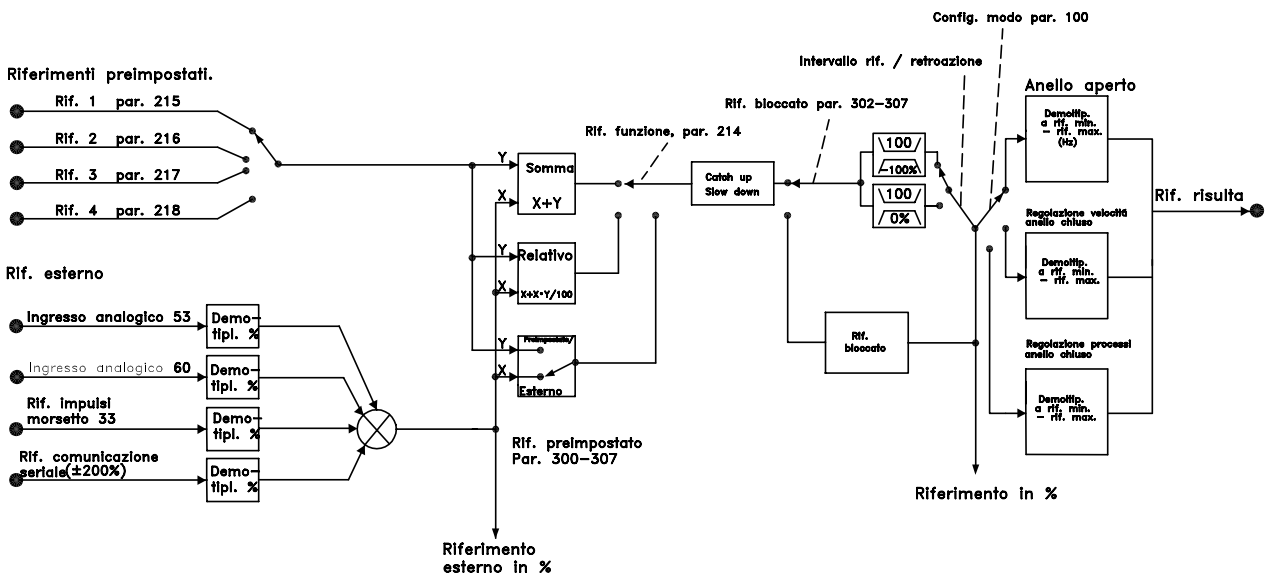 Config. modo par. 100
Intervallo rif. / retroazione
Riferimenti preimpostati.
Anello aperto
Rif. 1 par. 215
Rif. bloccato par. 302-307
Demoltip.
a rif. min.
- rif. max.
(Hz)
Rif. 2 par. 216
Rif. funzione, par. 214
100
-100%
Rif. 3 par. 217
Y
Somma
X
X+Y
Catch up
Slow down
100
0%
Rif. risulta
Rif. 4 par. 218
Regolazione velocità
anello chiuso
Y
Relativo
X
X+X*Y/100
Demoltip.
a rif. min.
- rif. max.
Rif. esterno
Ingresso analogico 53
Demo-
tipl. %
Y
Preimpostato/
X
Esterno
Rif.
bloccato
Regolazione processi
anello chiuso
Ingresso analogico 60
Demo-
tipl. %
Demoltip.
a rif. min.
- rif. max.
Rif. impulsi
morsetto 33
Demo-
tipl. %
Rif. preimpostato
Par. 300-307
Rif. comunicazione
seriale(±200%)
Demo-
tipl. %
Riferimento in %
Riferimento
esterno in %